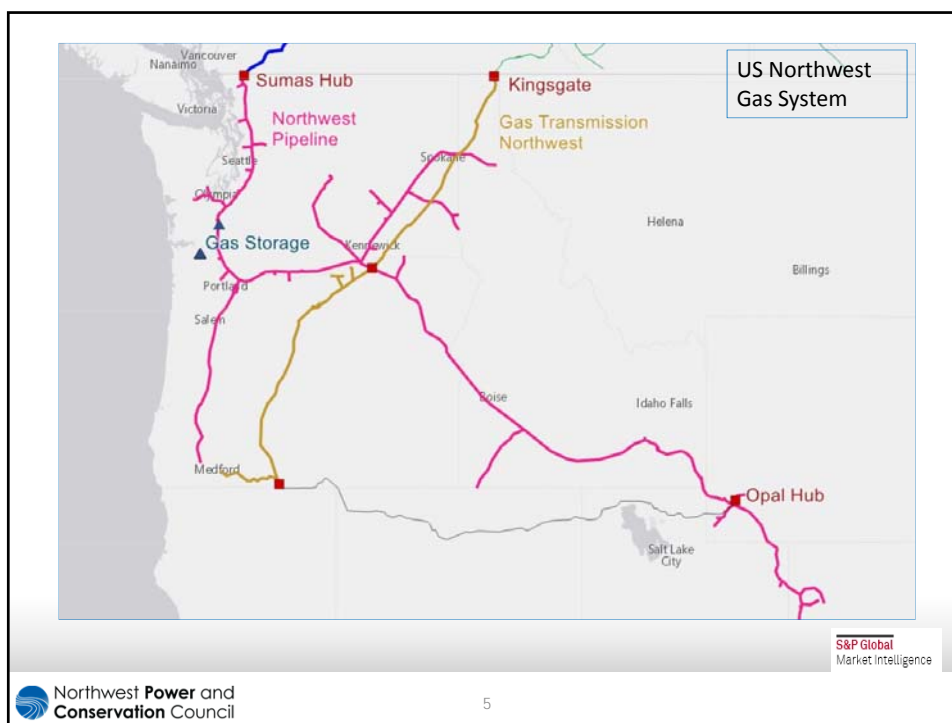 US Northwest
Gas System
Vancouver
Nanaimo
Sumas Hub
Kingsgate
Victoria
Northwest
Pipeline
Gas Transmission
Northwest
Seattle
Spokane
Olympia
Helena
Gas Storage
Kennewick
Billings
Portland
Salem
Boise
Idaho Falls
Medford
Opal Hub
Salt Lake
City
S&P Global
Market Intelligence
Northwest Power and
Conservation Council
5